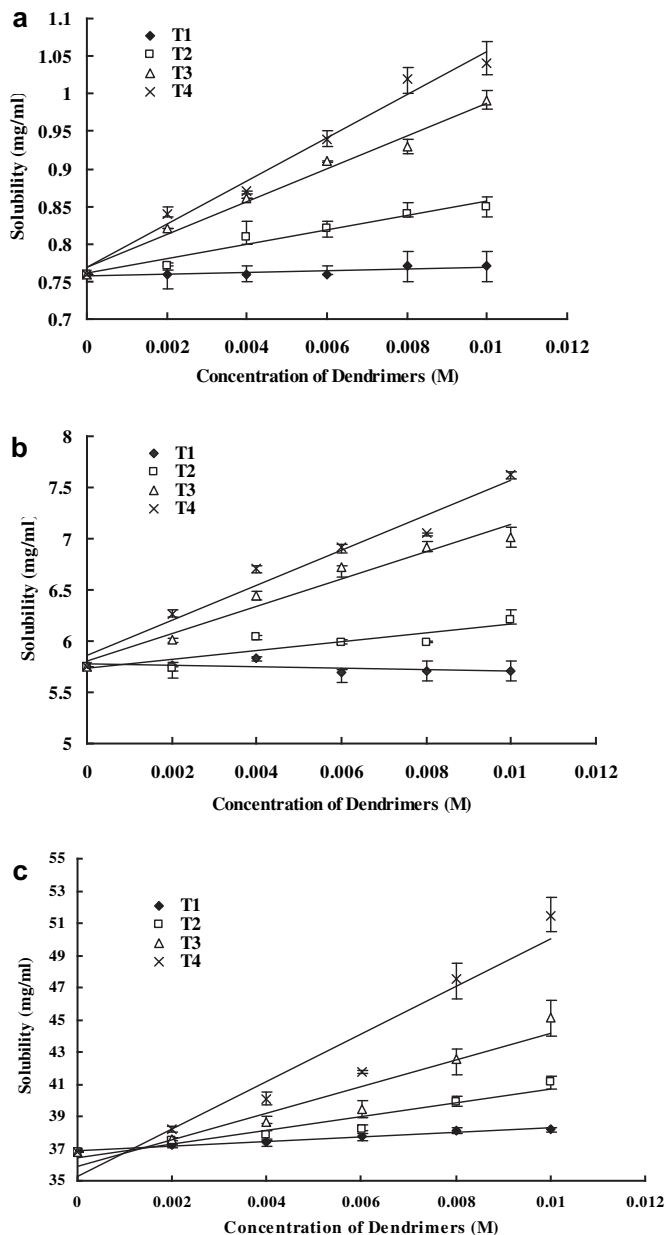 a
T1
T2
T3
T4
Solubility (mg/ml)
1.1
1.05
1
0.95
0.9
0.85
0.8
0.75
0.7
0 0.002 0.004 0.006 0.008 0.01 0.012
Concentration of Dendrimers (M)
b
T1
T2
T3
T4
Solubility (mg/ml)
8
7.5
7
6.5
6
5.5
5
0 0.002 0.004 0.006 0.008 0.01 0.012
Concentration of Dendrimers (M)
c
T1
T2
T3
T4
Solubility (mg/ml)
55
53
51
49
47
45
43
41
39
37
35
0 0.002 0.004 0.006 0.008 0.01 0.012
Concentration of Dendrimers (M)